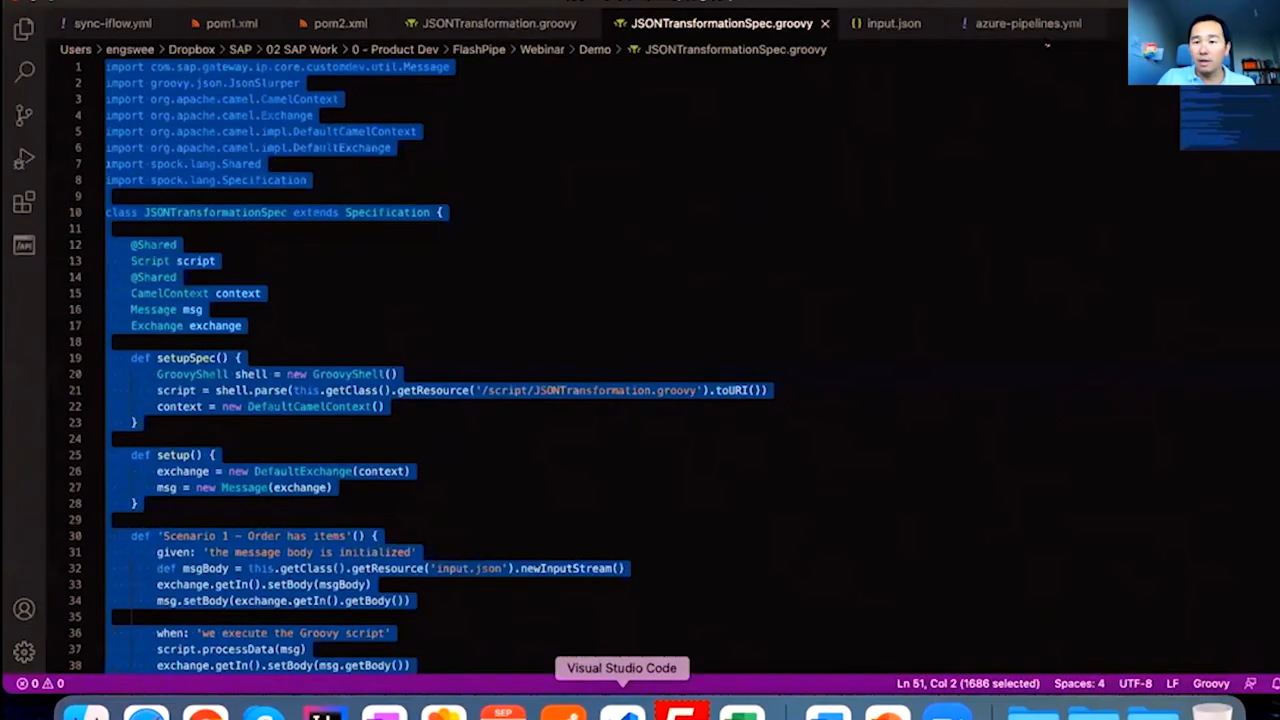 sync-iflow.yml pom1.xml pom2.xml JSONTransformation.groovy JSONTransformationSpec.groovy input.json azure-pipelines.yml
Users > engswee > Dropbox > SAP > 02 SAP Work > 0 - Product Dev > FlashPipe > Webinar > Demo > JSONTransformationSpec.groovy
1 import com.sap.gateway.ip.core.customdev.util.Message
2 import groovy.json.JsonSlurper
3 import org.apache.camel.CamelContext
4 import org.apache.camel.Exchange
5 import org.apache.camel.impl.DefaultCamelContext
6 import org.apache.camel.impl.DefaultExchange
7 import spock.lang.Shared
8 import spock.lang.Specification
9
10 class JSONTransformationSpec extends Specification {
11
12 @Shared
13 Script script
14 @Shared
15 CamelContext context
16 Message msg
17 Exchange exchange
18
19 def setupSpec() {
20 GroovyShell shell = new GroovyShell()
21 script = shell.parse(this.getClass().getResource('/script/JSONTransformation.groovy').toURI())
22 context = new DefaultCamelContext()
23 }
24
25 def setup() {
26 exchange = new DefaultExchange(context)
27 msg = new Message(exchange)
28 }
29
30 def 'Scenario 1 - Order has items'() {
31 given: 'the message body is initialized'
32 def msgBody = this.getClass().getResource('input.json').newInputStream()
33 exchange.getIn().setBody(msgBody)
34 msg.setBody(exchange.getIn().getBody())
35
36 when: 'we execute the Groovy script'
37 script.processData(msg)
38 exchange.getIn().setBody(msg.getBody())
Visual Studio Code
0 0 Ln 51, Col 2 (1686 selected) Spaces: 4 UTF-8 LF Groovy
SEP